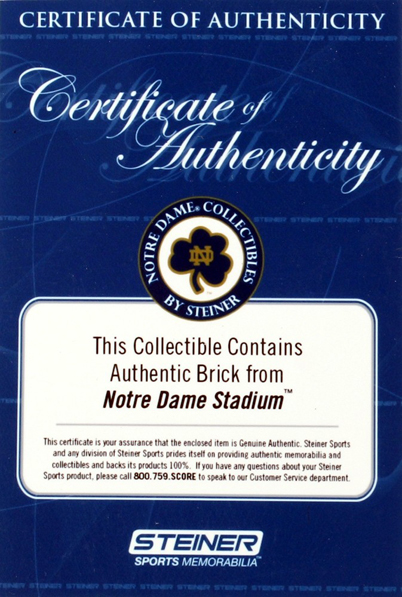 CERTIFICATE OF AUTHENTICITY
Certificate of
Authenticity
NOTRE DAME® COLLECTIBLES
ND
BY STEINER
This Collectible Contains
Authentic Brick from
Notre Dame Stadium™
This certificate is your assurance that the enclosed item is Genuine Authentic. Steiner Sports
and any division of Steiner Sports prides itself on providing authentic memorabilia and
collectibles and backs its products 100%. If you have any questions about your Steiner
Sports product, please call 800.759.SCORE to speak to our Customer Service department.
STEINER
SPORTS MEMORABILIA™